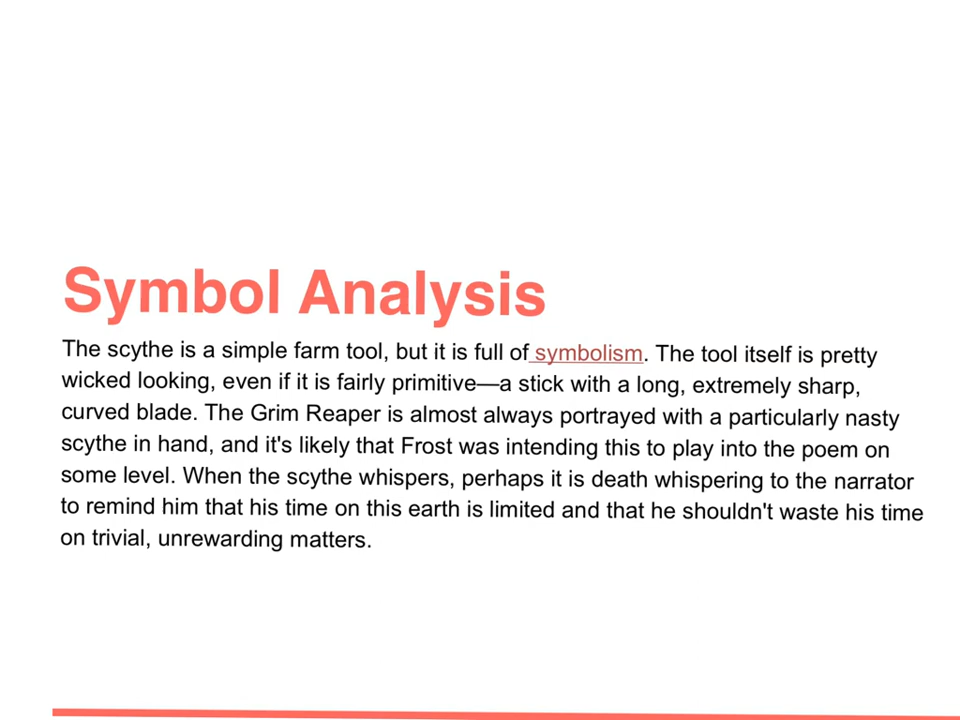 Symbol Analysis
The scythe is a simple farm tool, but it is full of symbolism. The tool itself is pretty
wicked looking, even if it is fairly primitive—a stick with a long, extremely sharp,
curved blade. The Grim Reaper is almost always portrayed with a particularly nasty
scythe in hand, and it's likely that Frost was intending this to play into the poem on
some level. When the scythe whispers, perhaps it is death whispering to the narrator
to remind him that his time on this earth is limited and that he shouldn't waste his time
on trivial, unrewarding matters.